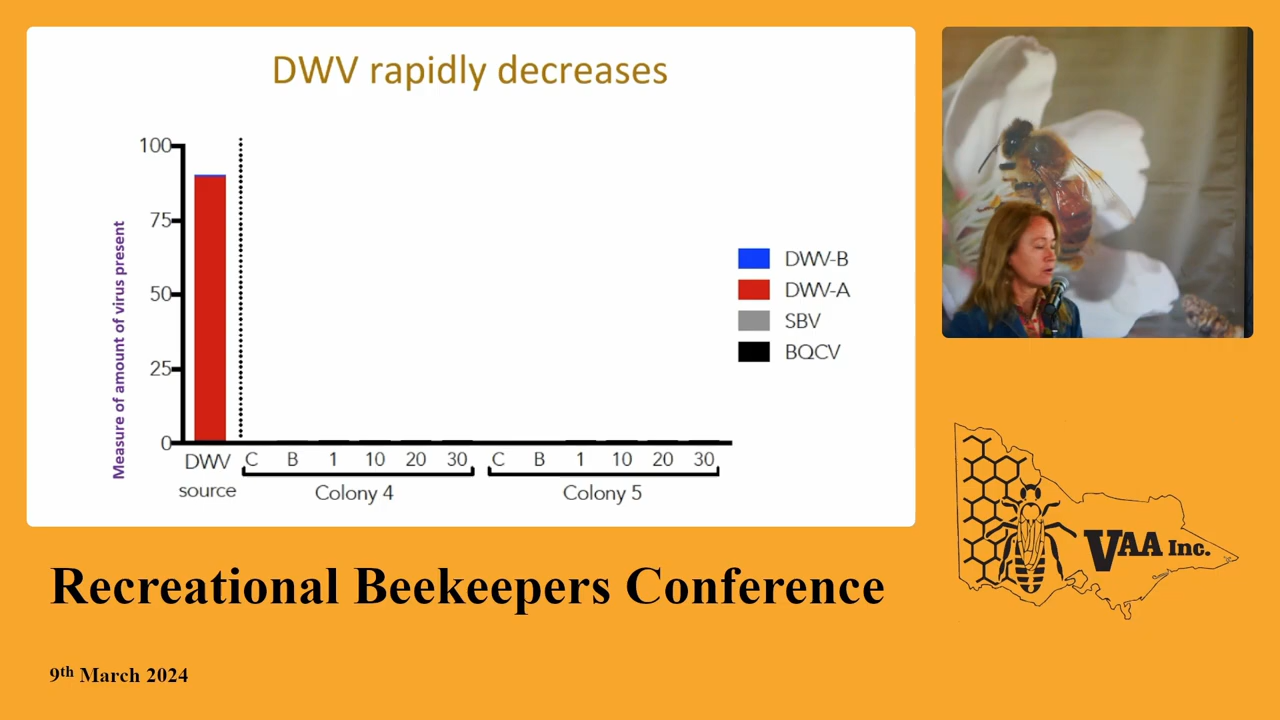 DWV rapidly decreases
Measure of amount of virus present
100
75
50
25
0
DWV source
C B 1 10 20 30
Colony 4
C B 1 10 20 30
Colony 5
DWV-B
DWV-A
SBV
BQCV
VAA Inc.
Recreational Beekeepers Conference
9th March 2024